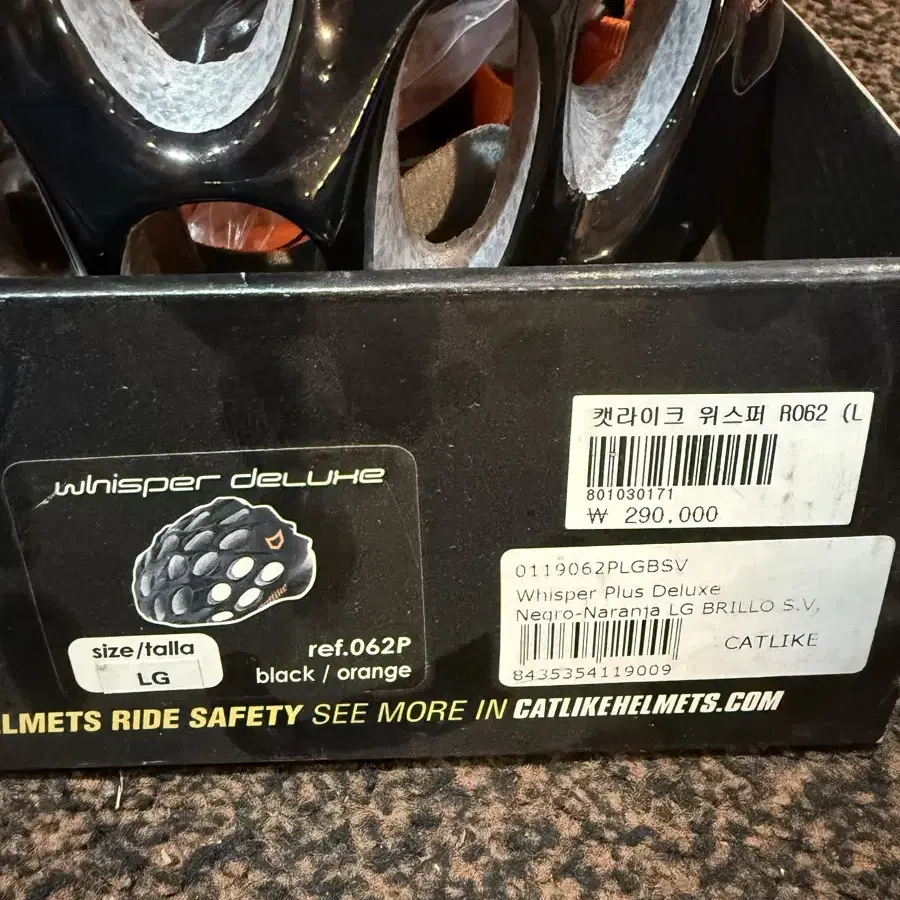 whisper deluxe
size/talla
LG
ref.062P
black / orange
캣라이크 위스퍼 R062 (L
801030171
₩ 290,000
0119062PLGBSV
Whisper Plus Deluxe
Negro-Naranja LG BRILLO S.V.
CATLIKE
8435354119009
LMETS RIDE SAFETY SEE MORE IN CATLIKEHELMETS.COM